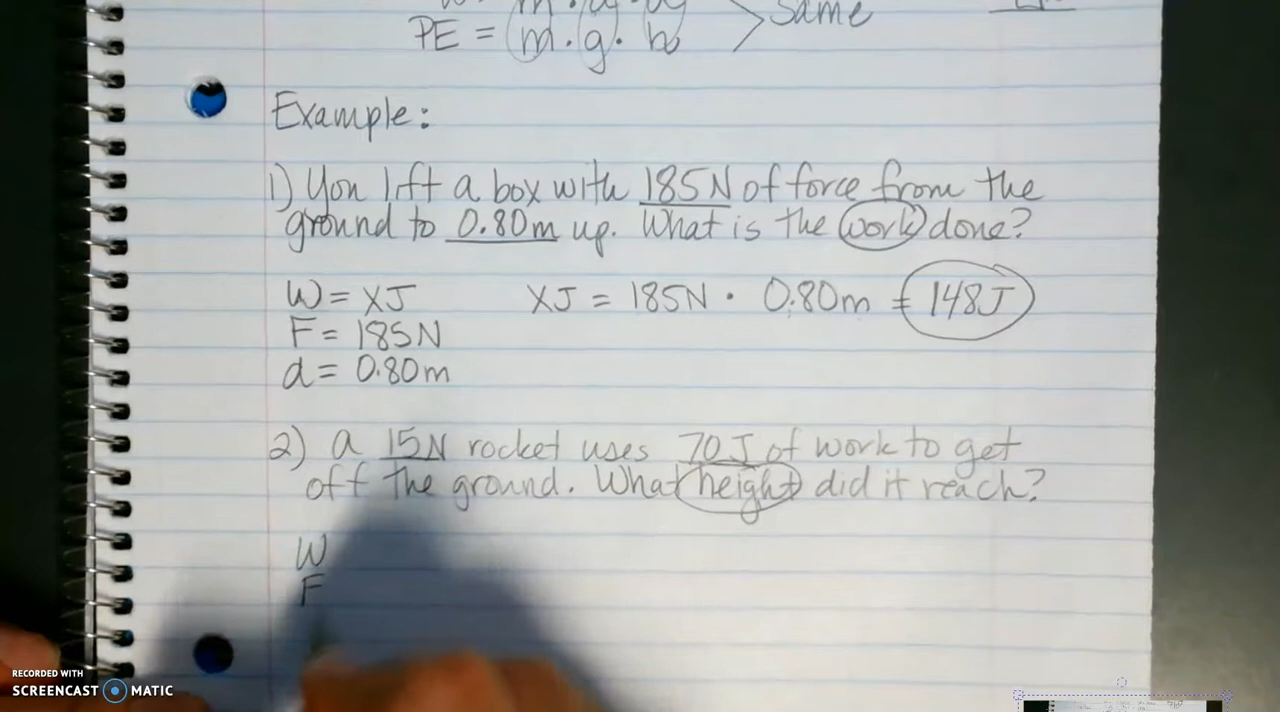 PE = m · g · h > Same
Example:
1) You lift a box with 185N of force from the
ground to 0.80m up. What is the work done?
W = XJ XJ = 185N · 0.80m = 148J
F = 185N
d = 0.80m
2) A 15N rocket uses 70J of work to get
off the ground. What height did it reach?
W
F
RECORDED WITH
SCREENCAST MATIC